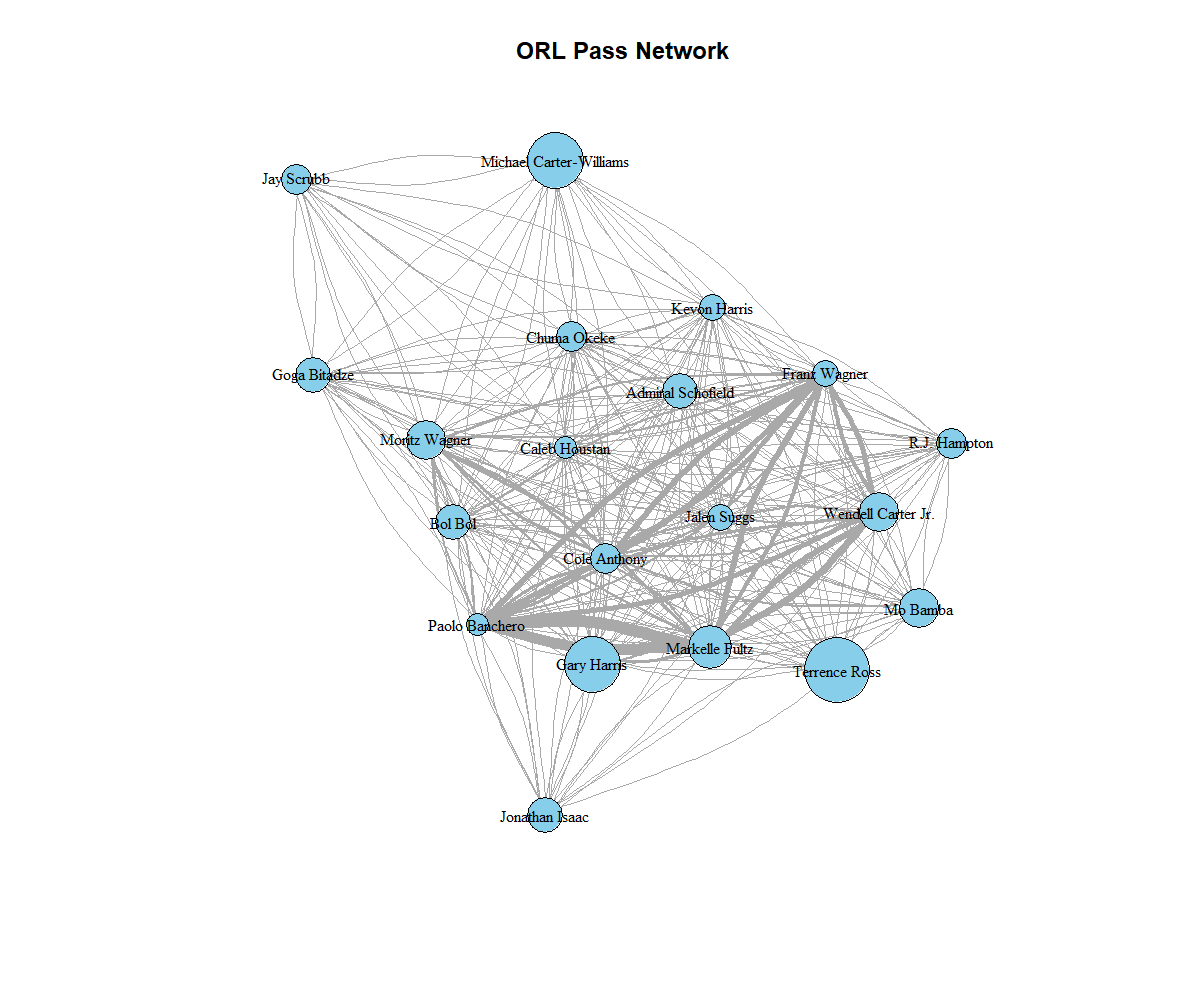 ORL Pass Network
Michael Carter-Williams
Jay Scrubb
Kevon Harris
Chuma Okeke
Goga Bitadze
Franz Wagner
Admiral Schofield
Moritz Wagner
R.J. Hampton
Caleb Houstan
Wendell Carter Jr.
Jalen Suggs
Bol Bol
Cole Anthony
Mo Bamba
Paolo Banchero
Markelle Fultz
Gary Harris
Terrence Ross
Jonathan Isaac